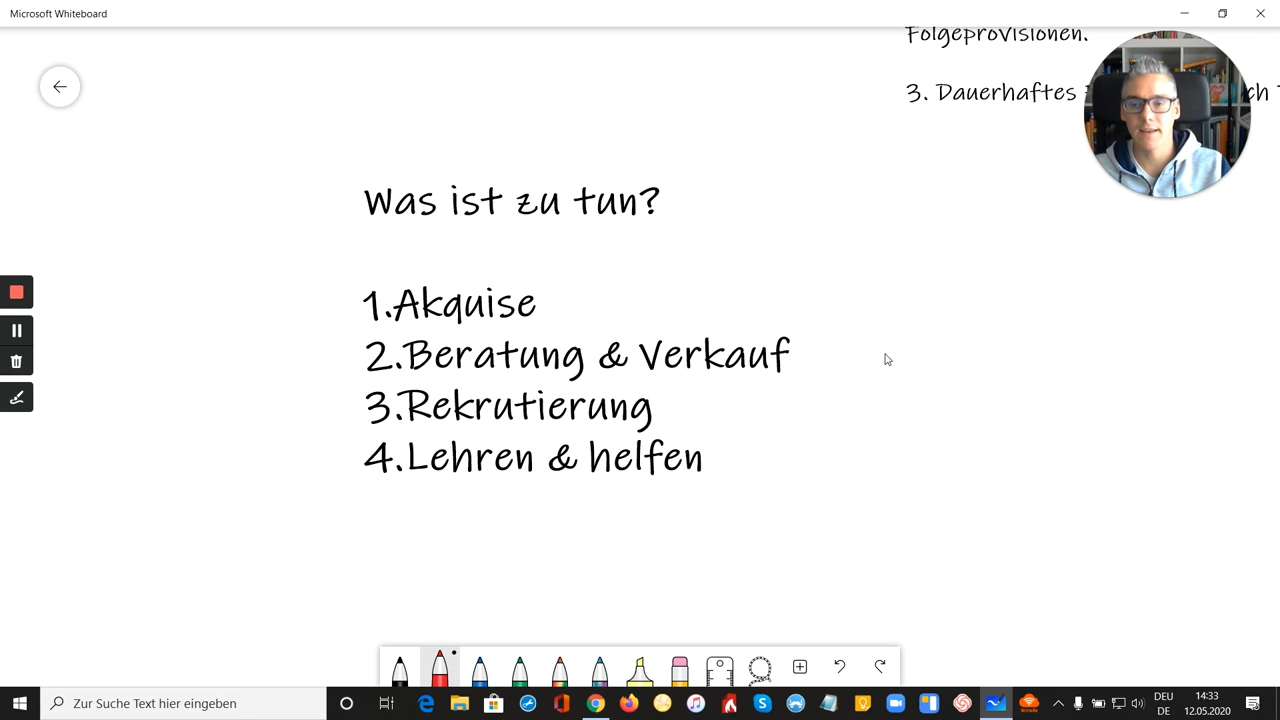 Microsoft Whiteboard
Folgeprovisionen.
3. Dauerhaftes
Was ist zu tun?
1.Akquise
2.Beratung & Verkauf
3.Rekrutierung
4.Lehren & helfen
Zur Suche Text hier eingeben
DEU
DE
14:33
12.05.2020